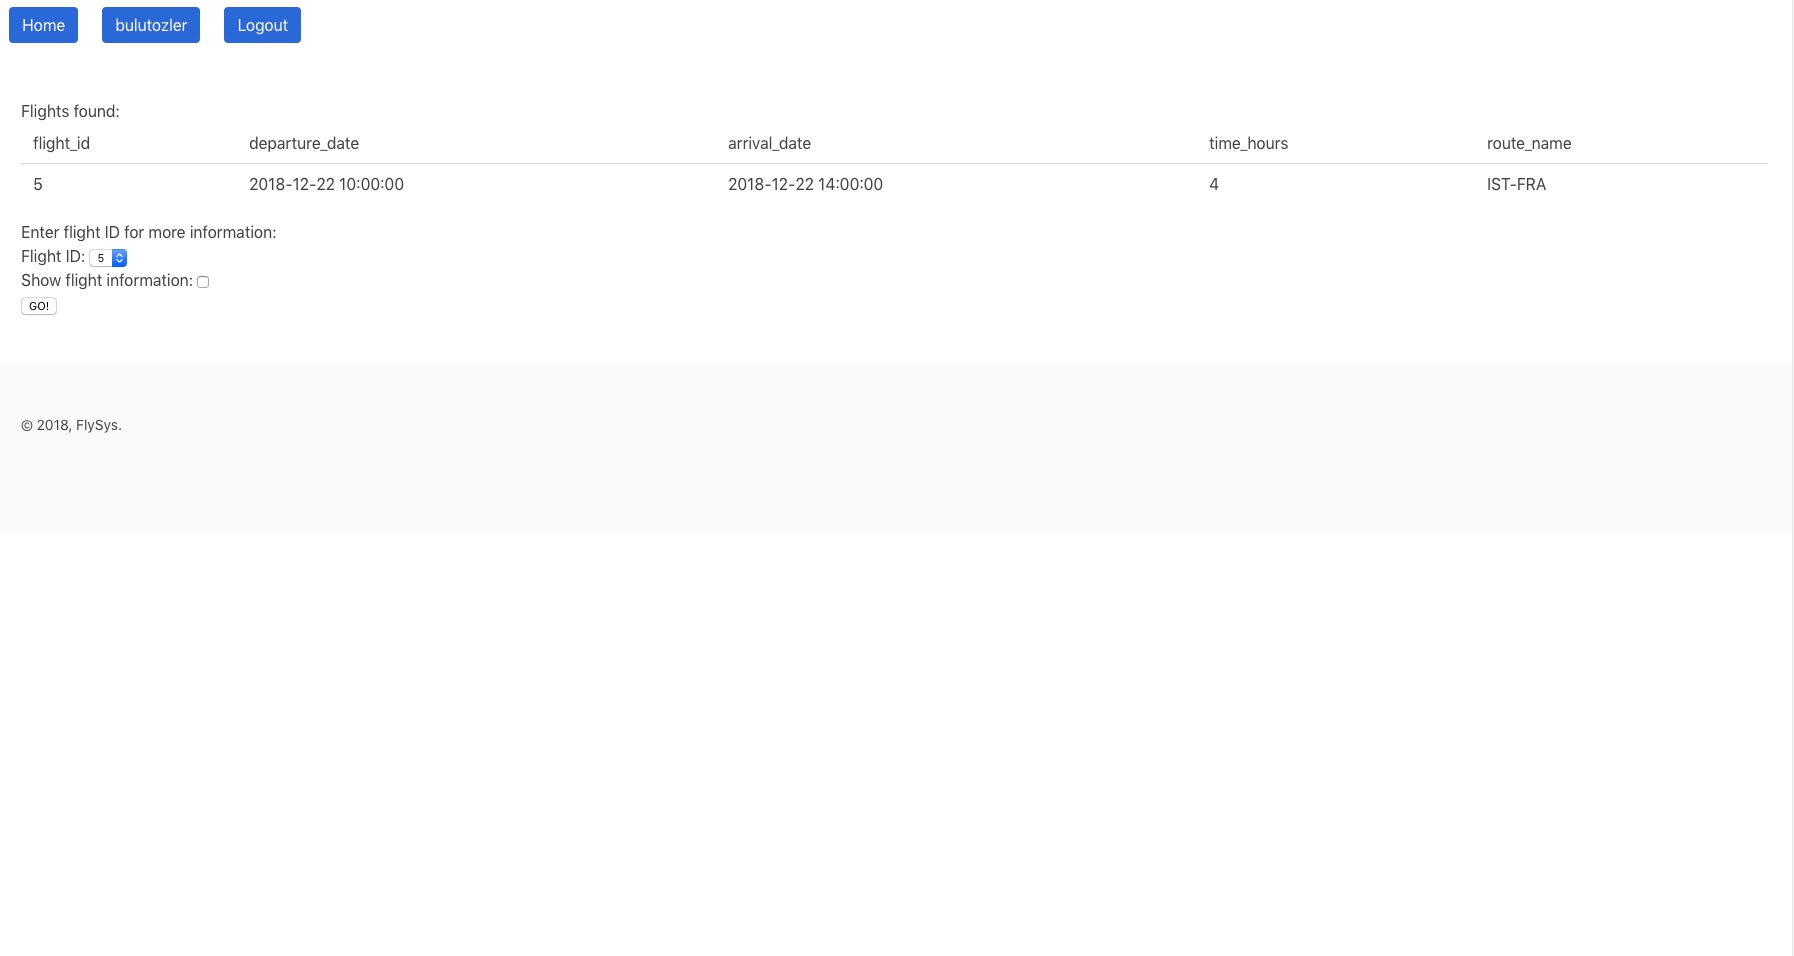 Home bulutozler Logout
Flights found:
flight_id departure_date arrival_date time_hours route_name
5 2018-12-22 10:00:00 2018-12-22 14:00:00 4 IST-FRA
Enter flight ID for more information:
Flight ID: 5
Show flight information:
GO!
© 2018, FlySys.